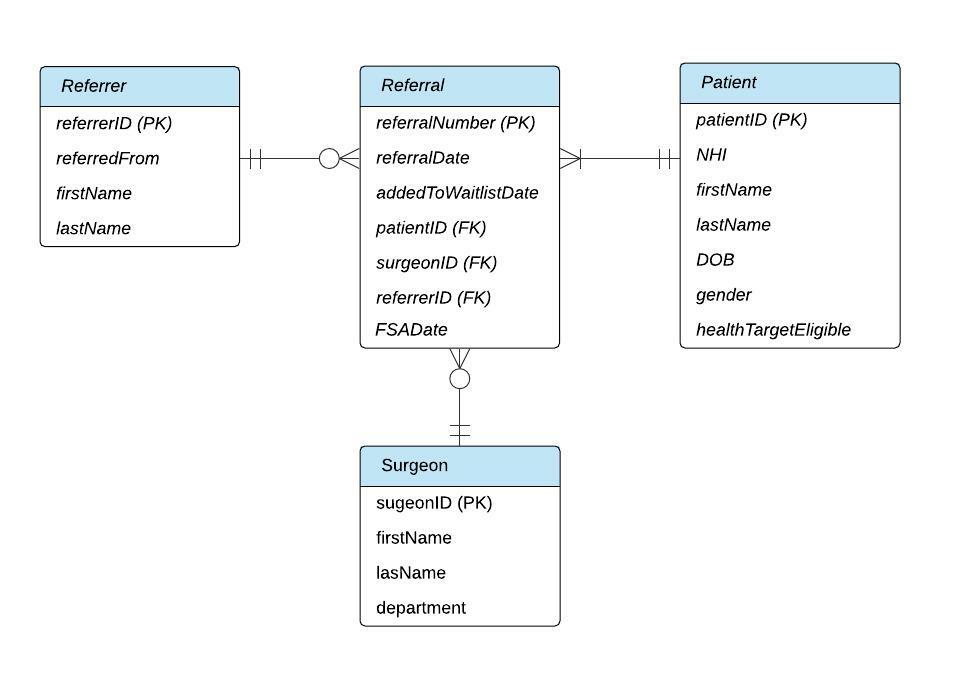 Referrer
referrerID (PK)
referredFrom
firstName
lastName
Referral
referralNumber (PK)
referralDate
addedToWaitlistDate
patientID (FK)
surgeonID (FK)
referrerID (FK)
FSADate
Patient
patientID (PK)
NHI
firstName
lastName
DOB
gender
healthTargetEligible
Surgeon
sugeonID (PK)
firstName
lasName
department